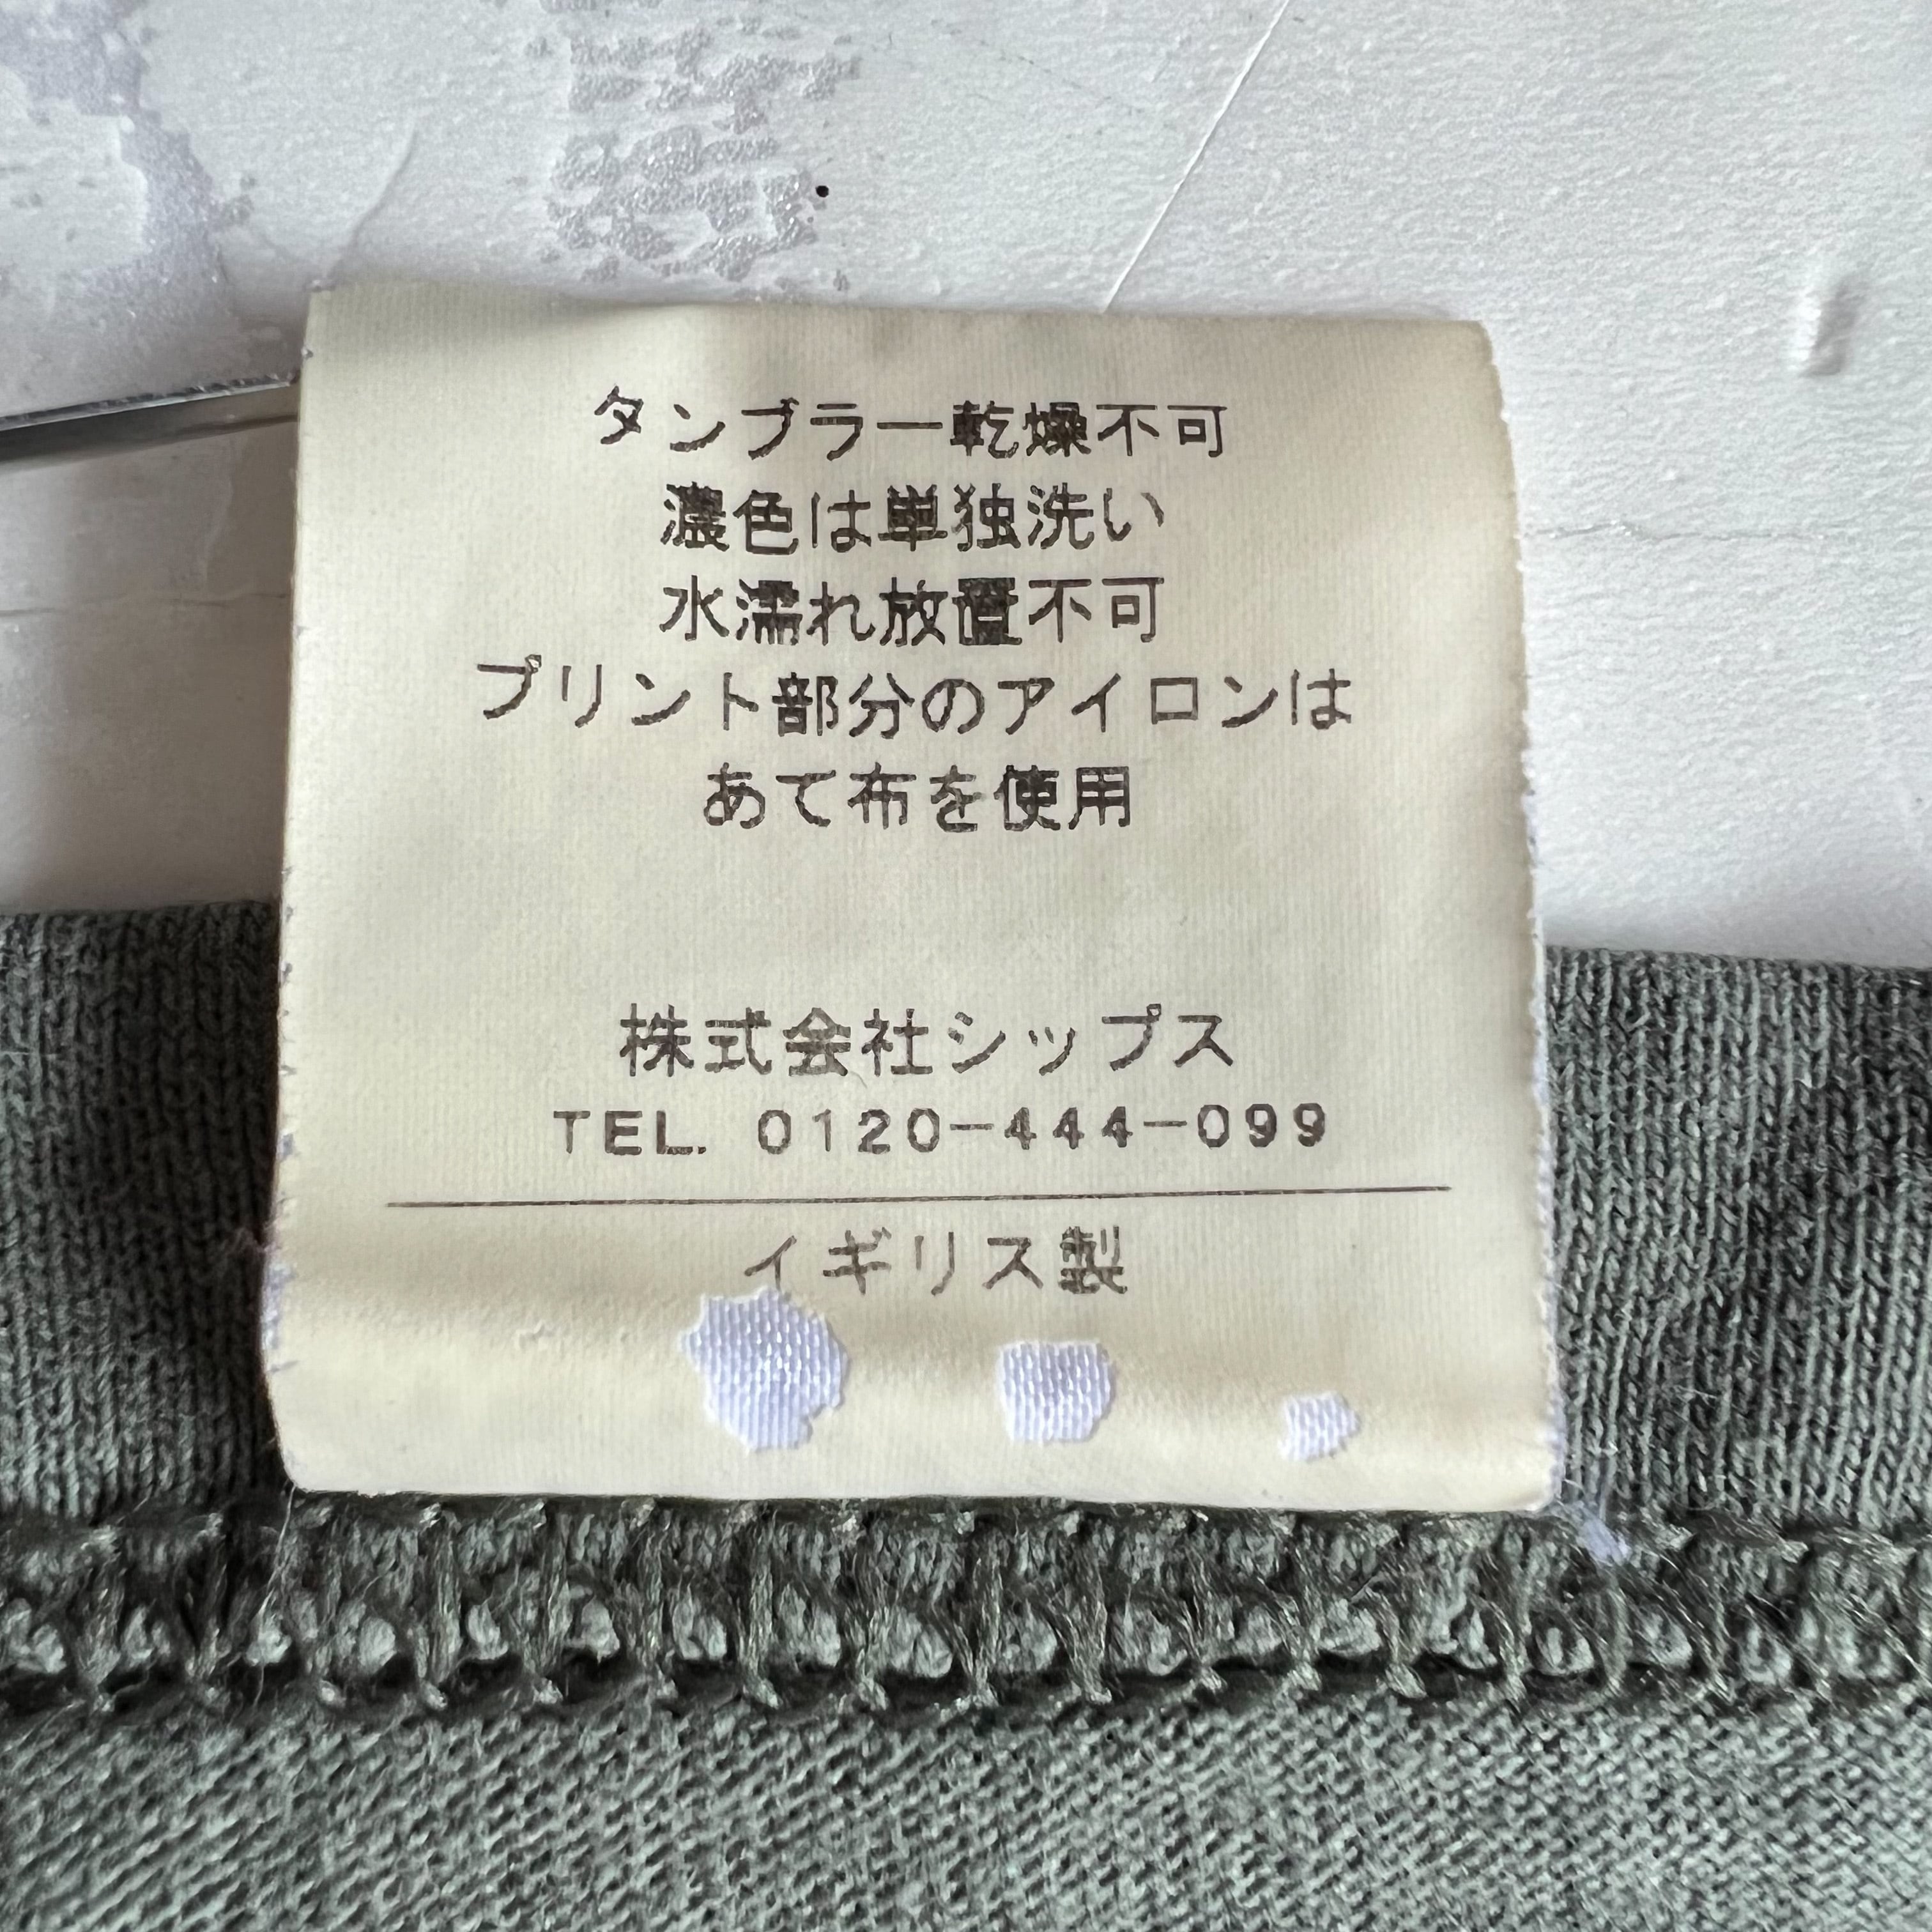 タンブラー乾燥不可
濃色は単独洗い
水濡れ放置不可
プリント部分のアイロンは
あて布を使用
株式会社シップス
TEL. 0120-444-099
イギリス製